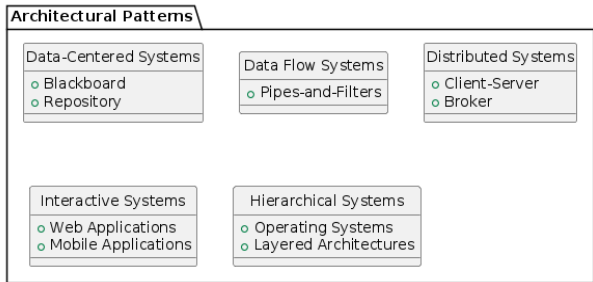 Architectural Patterns
Data-Centered Systems
Blackboard
Repository
Data Flow Systems
Pipes-and-Filters
Distributed Systems
Client-Server
Broker
Interactive Systems
Web Applications
Mobile Applications
Hierarchical Systems
Operating Systems
Layered Architectures